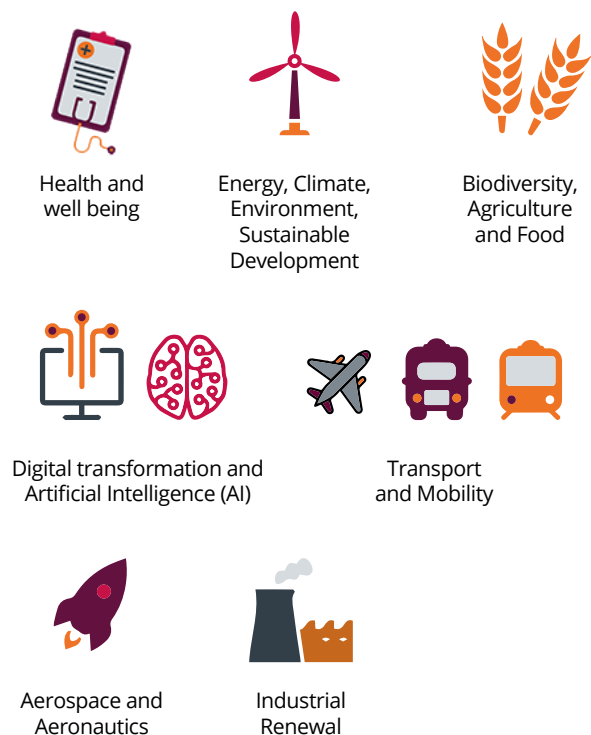 Health and
well being
Energy, Climate,
Environment,
Sustainable
Development
Biodiversity,
Agriculture
and Food
Digital transformation and
Artificial Intelligence (AI)
Transport
and Mobility
Aerospace and
Aeronautics
Industrial
Renewal